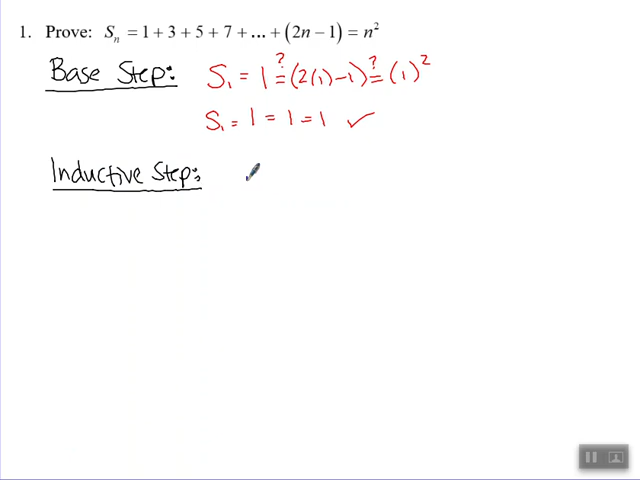 1. Prove: Sₙ = 1 + 3 + 5 + 7 + ... + (2n − 1) = n²
Base Step: S₁ = 1 ?= (2(1) − 1) ?= (1)²
S₁ = 1 = 1 = 1 ✓
Inductive Step: